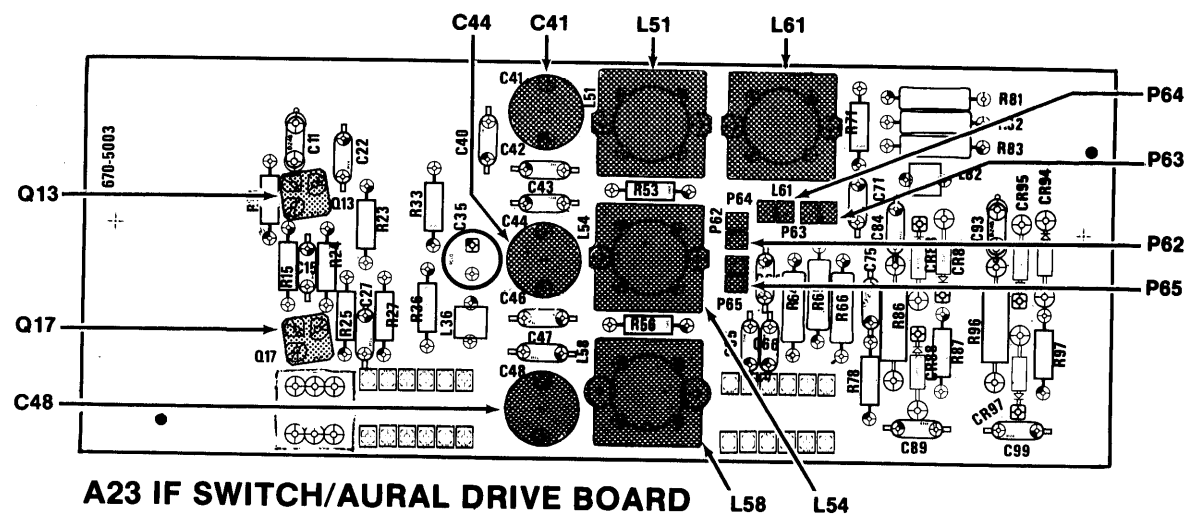 C44 C41 L51 L61
P64
P63
P62
P65
Q13
Q17
C48
670-5003
C11
C22
Q13
R23
R33
C35
C40
C41
L51
C42
C43
C44
L54
C46
C47
L58
C48
R53
R56
R15
R24
R25
C27
R27
R36
L36
Q17
L61
P64
P63
P62
P65
R71
C71
R81
R83
C84
C93
CR95
CR94
C75
R66
R86
R87
R96
R97
R78
CR88
CR97
C89
C99
L58 L54
A23 IF SWITCH/AURAL DRIVE BOARD